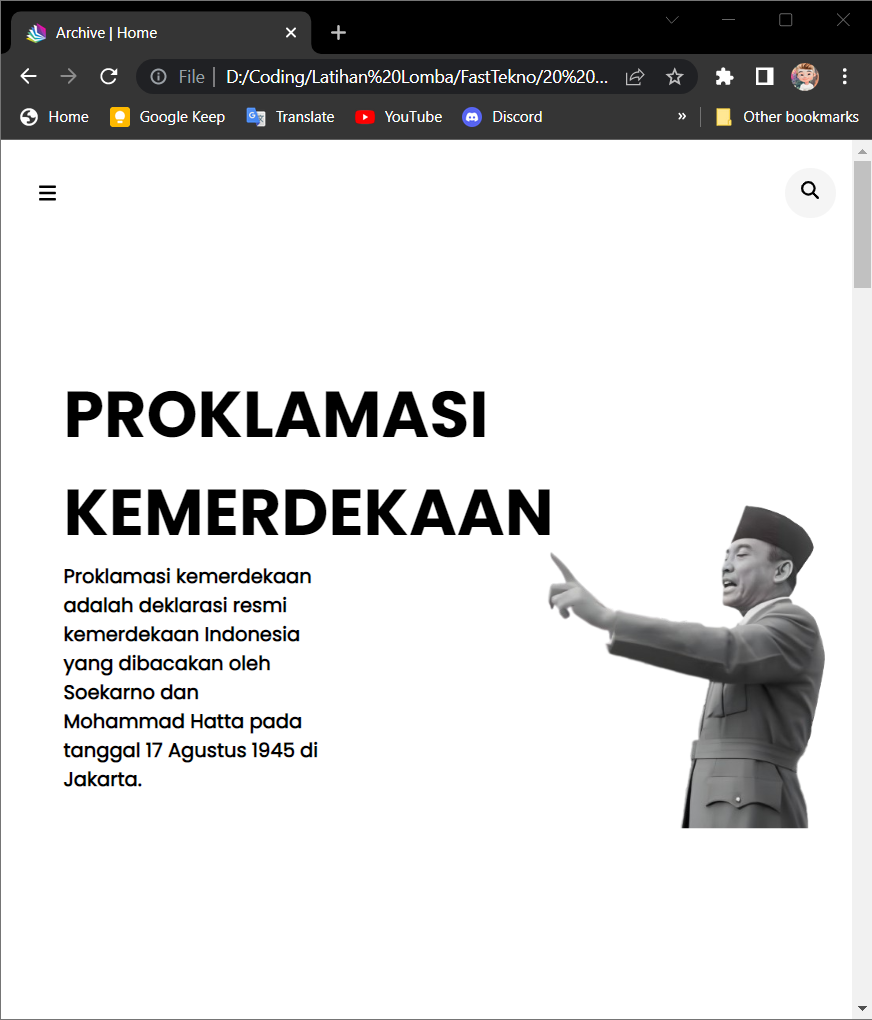 Archive | Home
File | D:/Coding/Latihan%20Lomba/FastTekno/20%20...
Home Google Keep Translate YouTube Discord » Other bookmarks
PROKLAMASI
KEMERDEKAAN
Proklamasi kemerdekaan
adalah deklarasi resmi
kemerdekaan Indonesia
yang dibacakan oleh
Soekarno dan
Mohammad Hatta pada
tanggal 17 Agustus 1945 di
Jakarta.